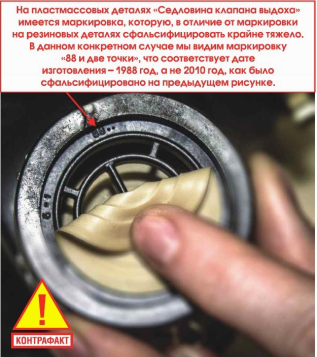 На пластмассовых деталях «Седловина клапана выдоха»
имеется маркировка, которую, в отличие от маркировки
на резиновых деталях сфальсифицировать крайне тяжело.
В данном конкретном случае мы видим маркировку
«88 и две точки», что соответствует дате
изготовления – 1988 год, а не 2010 год, как было
сфальсифицировано на предыдущем рисунке.
!
КОНТРАФАКТ